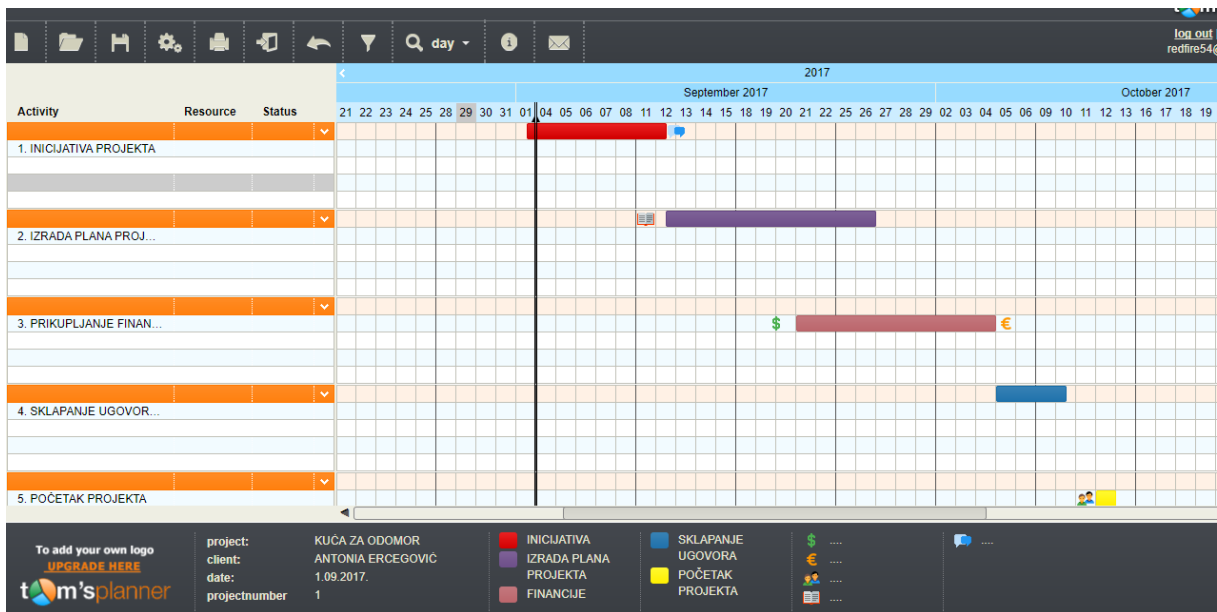 day
log out
redfire54@
2017
September 2017
October 2017
Activity Resource Status
21 22 23 24 25 28 29 30 31 01 04 05 06 07 08 11 12 13 14 15 18 19 20 21 22 25 26 27 28 29 02 03 04 05 06 09 10 11 12 13 16 17 18 19
1. INICIJATIVA PROJEKTA
2. IZRADA PLANA PROJ...
3. PRIKUPLJANJE FINAN...
$
€
4. SKLAPANJE UGOVOR...
5. POČETAK PROJEKTA
To add your own logo
UPGRADE HERE
tom'splanner
project: KUĆA ZA ODOMOR
client: ANTONIA ERCEGOVIĆ
date: 1.09.2017.
projectnumber 1
INICIJATIVA
IZRADA PLANA
PROJEKTA
FINANCIJE
SKLAPANJE
UGOVORA
POČETAK
PROJEKTA
$ ....
€ ....
....
....
....